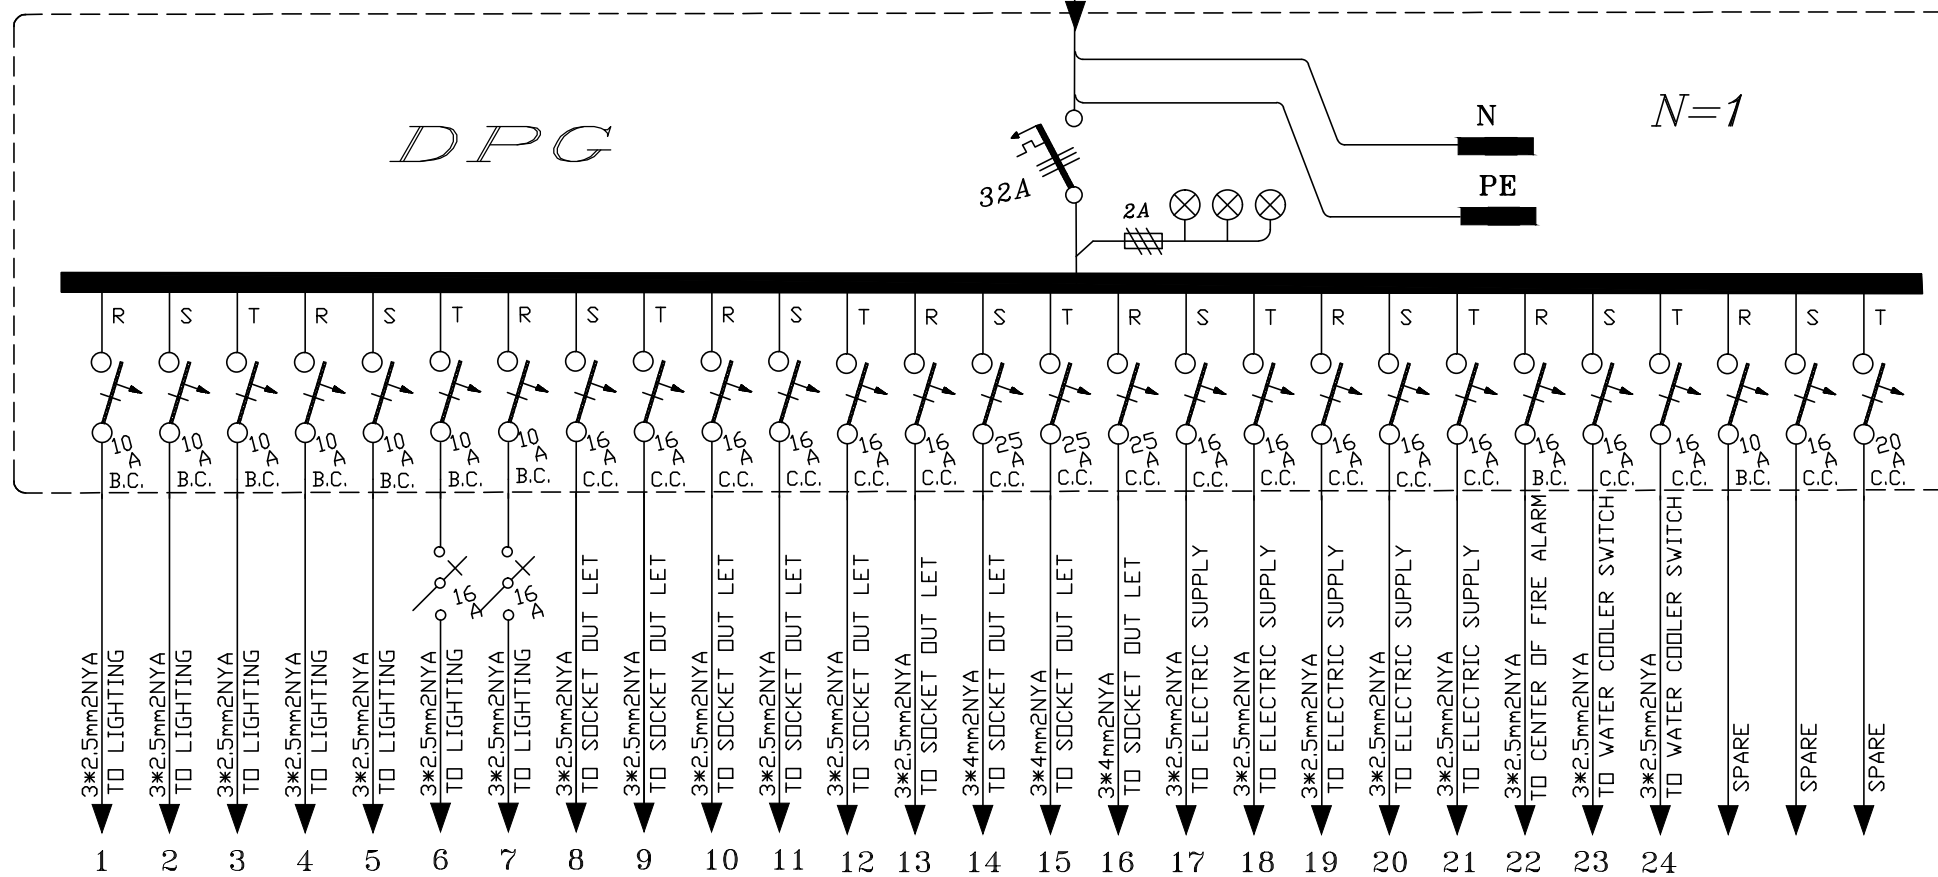 DPG
N=1
N
PE
32A
2A
R S T R S T R S T R S T R S T R S T R S T R S T R S T
10A 10A 10A 10A 10A 10A 10A 16A 16A 16A 16A 16A 16A 25A 25A 25A 16A 16A 16A 16A 16A 16A 16A 16A 10A 16A 20A
B.C. B.C. B.C. B.C. B.C. B.C. B.C. C.C. C.C. C.C. C.C. C.C. C.C. C.C. C.C. C.C. C.C. C.C. C.C. C.C. C.C. B.C. C.C. C.C. B.C. C.C. C.C.
16A 16A
3*2.5mm2NYA
TO LIGHTING
3*2.5mm2NYA
TO LIGHTING
3*2.5mm2NYA
TO LIGHTING
3*2.5mm2NYA
TO LIGHTING
3*2.5mm2NYA
TO LIGHTING
3*2.5mm2NYA
TO LIGHTING
3*2.5mm2NYA
TO LIGHTING
3*2.5mm2NYA
TO SOCKET OUT LET
3*2.5mm2NYA
TO SOCKET OUT LET
3*2.5mm2NYA
TO SOCKET OUT LET
3*2.5mm2NYA
TO SOCKET OUT LET
3*2.5mm2NYA
TO SOCKET OUT LET
3*2.5mm2NYA
TO SOCKET OUT LET
3*4mm2NYA
TO SOCKET OUT LET
3*4mm2NYA
TO SOCKET OUT LET
3*4mm2NYA
TO SOCKET OUT LET
3*2.5mm2NYA
TO ELECTRIC SUPPLY
3*2.5mm2NYA
TO ELECTRIC SUPPLY
3*2.5mm2NYA
TO ELECTRIC SUPPLY
3*2.5mm2NYA
TO ELECTRIC SUPPLY
3*2.5mm2NYA
TO ELECTRIC SUPPLY
3*2.5mm2NYA
TO CENTER OF FIRE ALARM
3*2.5mm2NYA
TO WATER COOLER SWITCH
3*2.5mm2NYA
TO WATER COOLER SWITCH
SPARE
SPARE
SPARE
1 2 3 4 5 6 7 8 9 10 11 12 13 14 15 16 17 18 19 20 21 22 23 24